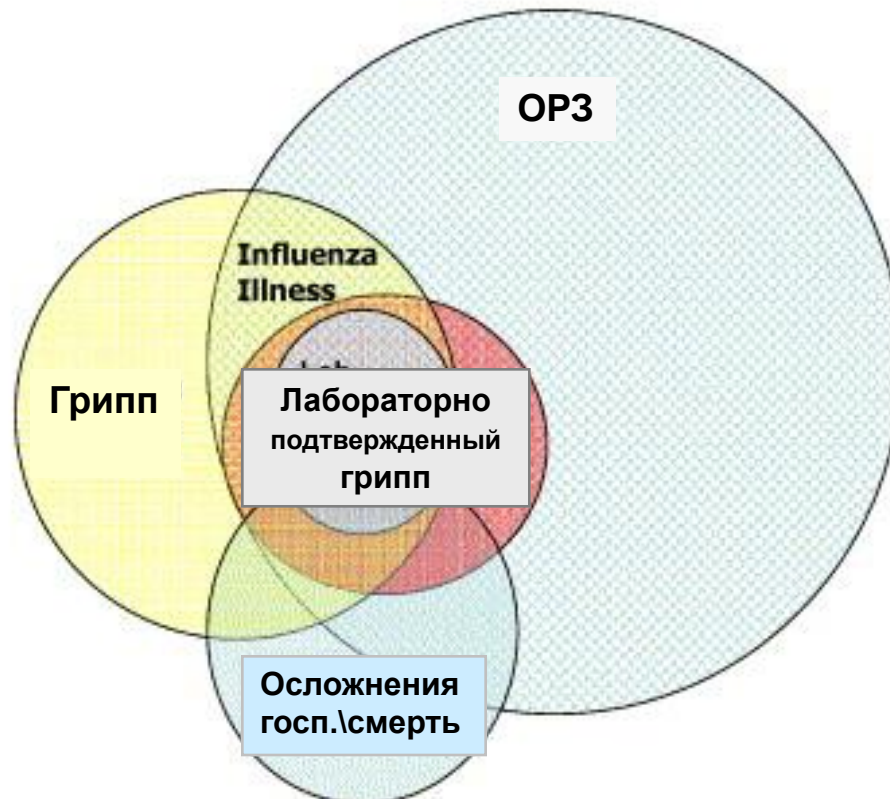 ОРЗ
Influenza
Illness
Грипп
Лабораторно
подтвержденный
грипп
Осложнения
госп.\смерть